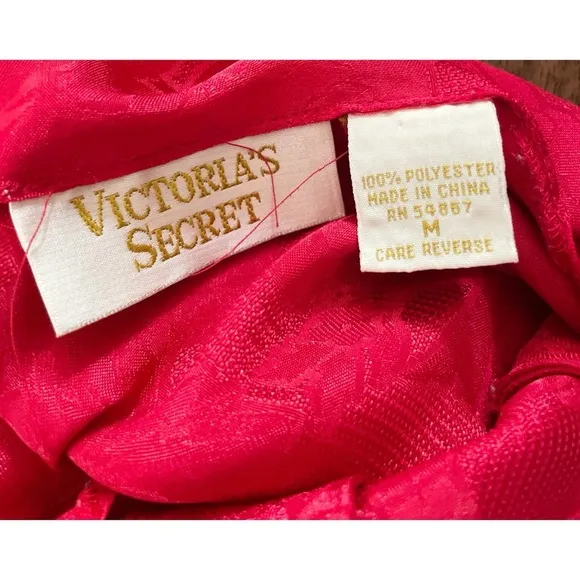 VICTORIA'S
SECRET
100% POLYESTER
MADE IN CHINA
RN 54867
M
CARE REVERSE